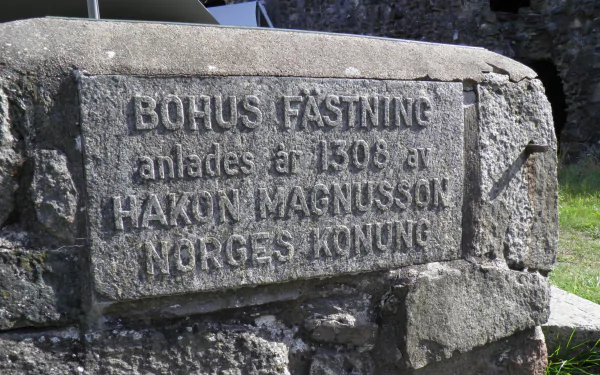 BOHUS FÄSTNING
anlades år 1308 av
HAKON MAGNUSSON
NORGES KONUNG